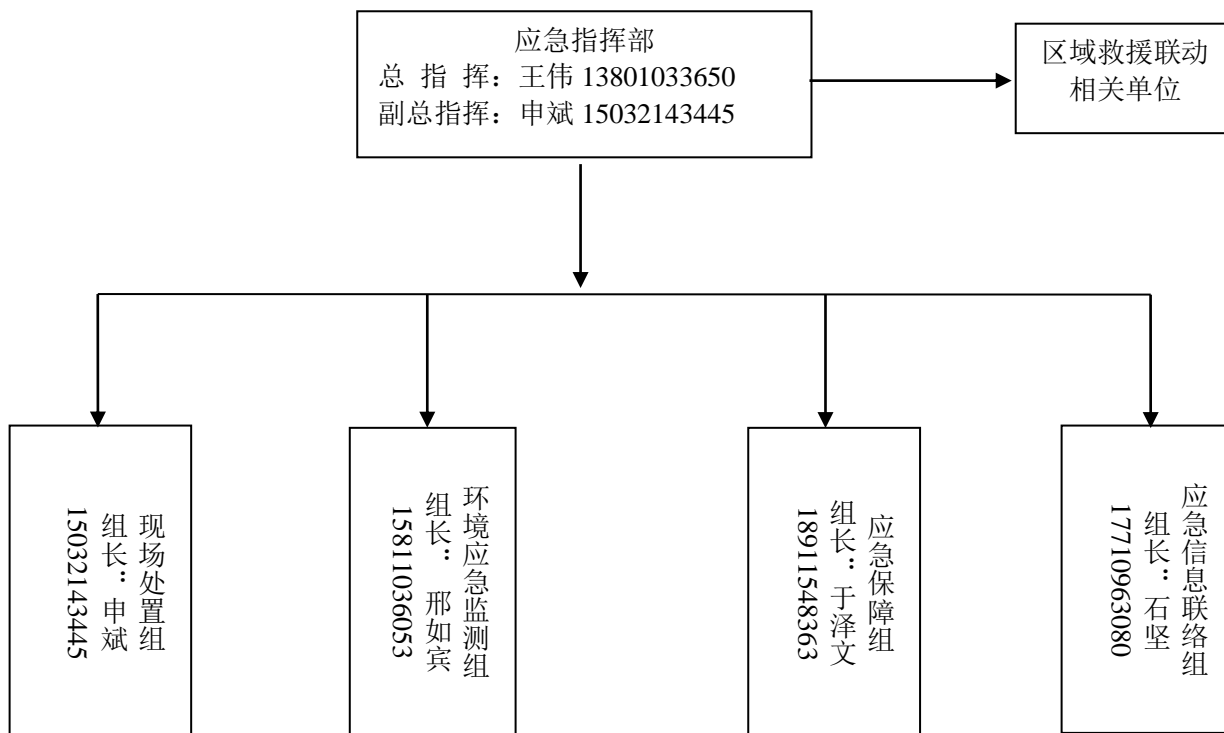 应急指挥部
总 指 挥：王伟 13801033650
副总指挥：申斌 15032143445
区域救援联动
相关单位
现场处置组
组长：申斌
15032143445
环境应急监测组
组长： 邢如宾
15811036053
应急保障组
组长：于泽文
18911548363
应急信息联络组
组长：石坚
17710963080